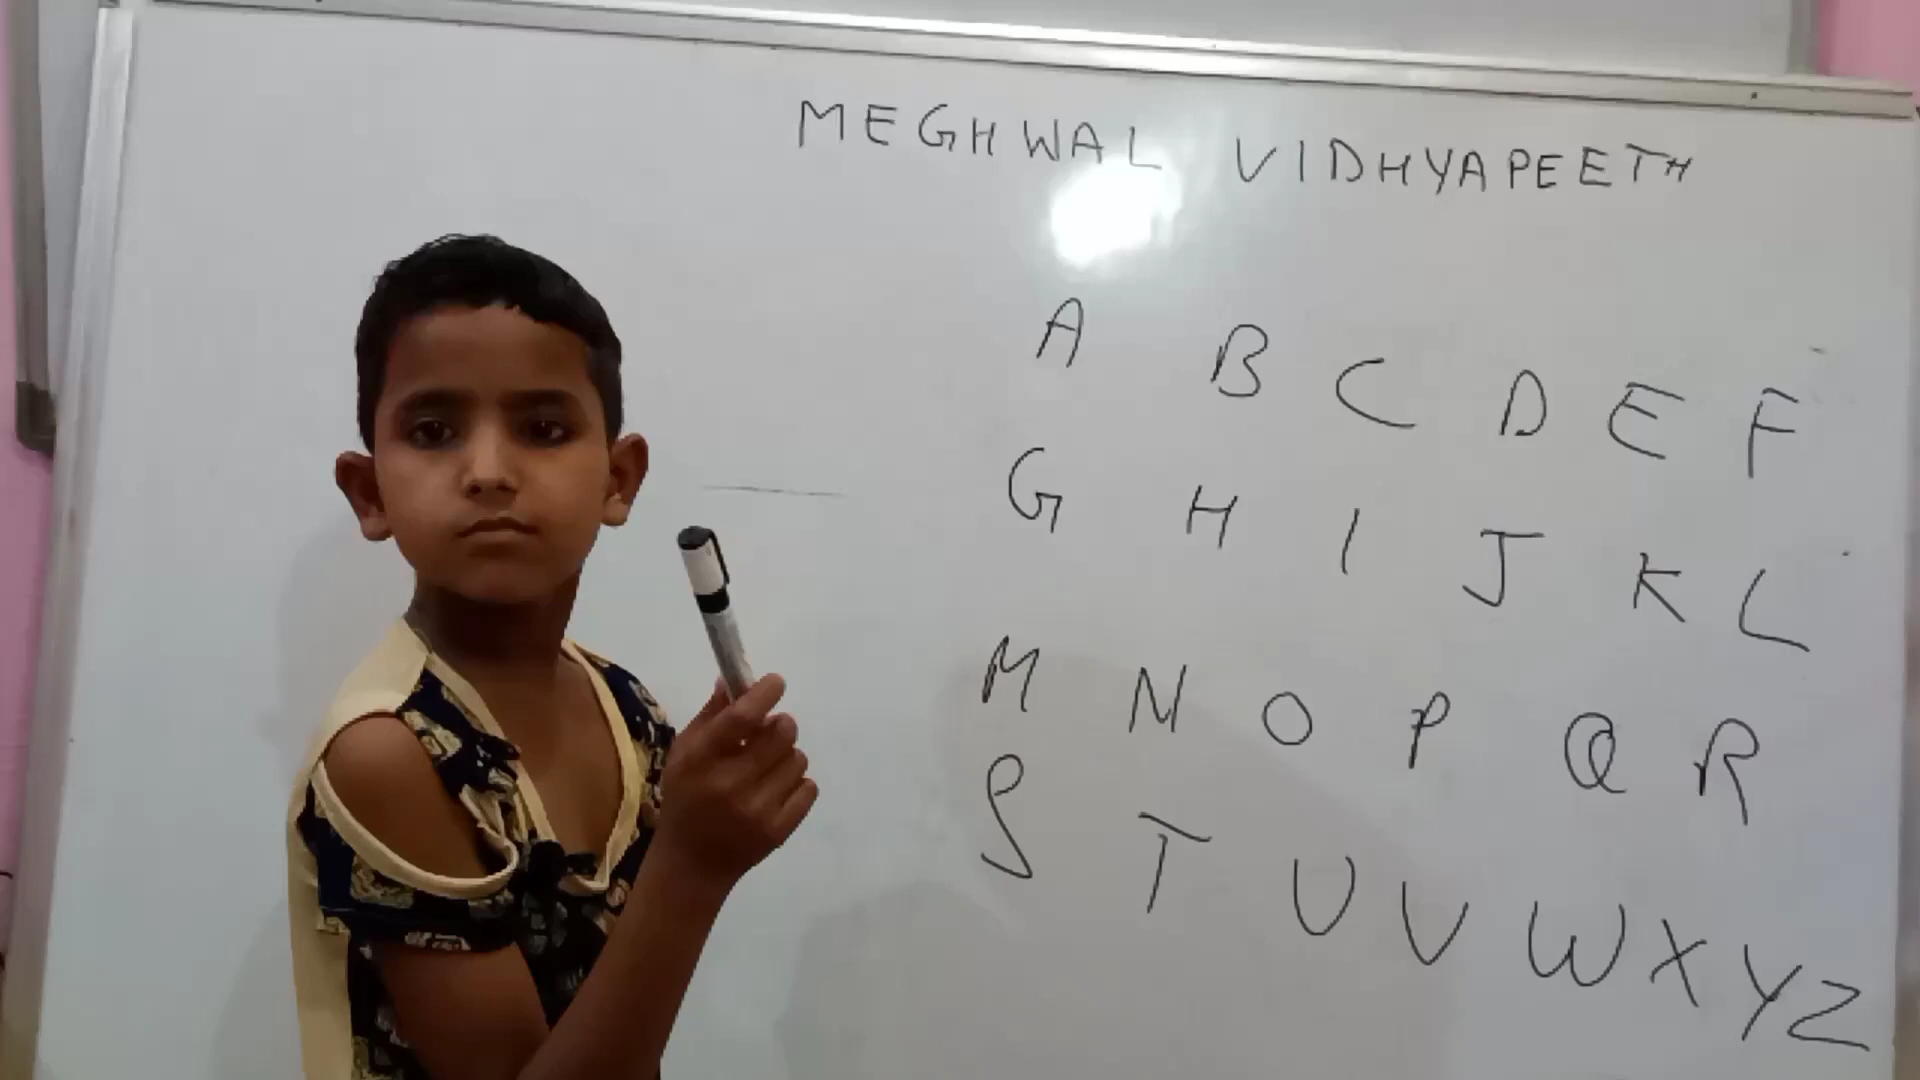 MEGHWAL VIDHYAPEETH
A B C D E F
G H I J K L
M N O P Q R
S T U V W X Y Z